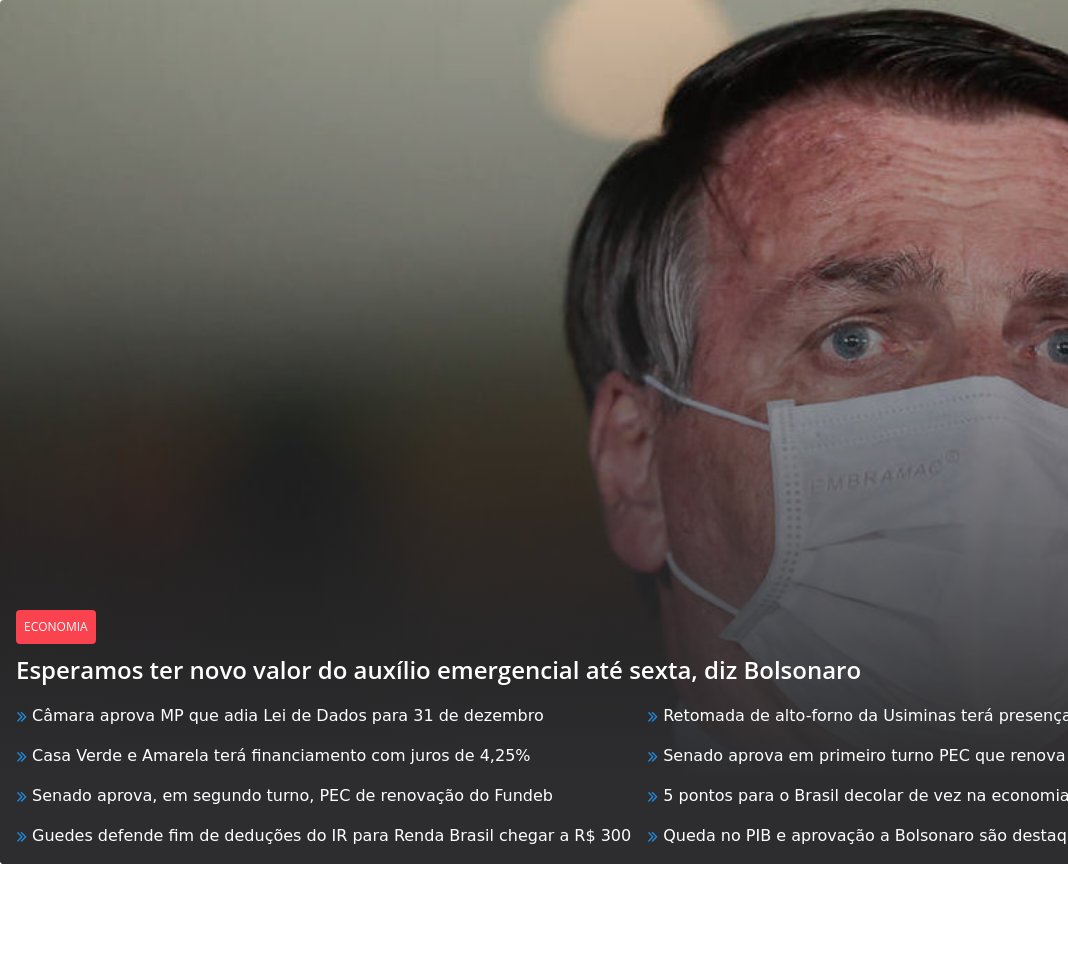 EMBRAMAC®
ECONOMIA
Esperamos ter novo valor do auxílio emergencial até sexta, diz Bolsonaro
Câmara aprova MP que adia Lei de Dados para 31 de dezembro
Casa Verde e Amarela terá financiamento com juros de 4,25%
Senado aprova, em segundo turno, PEC de renovação do Fundeb
Guedes defende fim de deduções do IR para Renda Brasil chegar a R$ 300
Retomada de alto-forno da Usiminas terá presença
Senado aprova em primeiro turno PEC que renova
5 pontos para o Brasil decolar de vez na economia
Queda no PIB e aprovação a Bolsonaro são